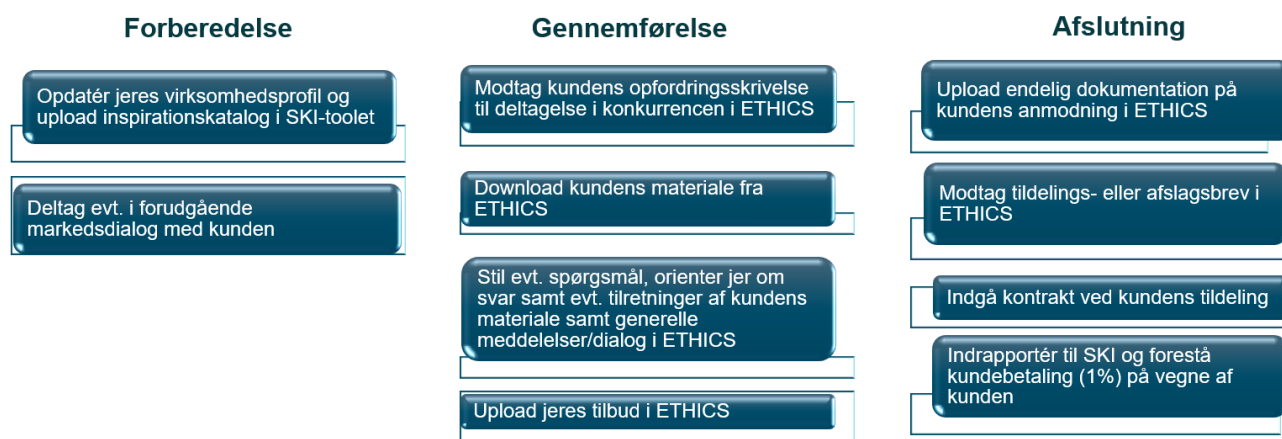 Forberedelse
Opdatér jeres virksomhedsprofil og
upload inspirationskatalog i SKI-toolet
Deltag evt. i forudgående
markedsdialog med kunden
Gennemførelse
Modtag kundens opfordringsskrivelse
til deltagelse i konkurrencen i ETHICS
Download kundens materiale fra
ETHICS
Stil evt. spørgsmål, orienter jer om
svar samt evt. tilretninger af kundens
materiale samt generelle
meddelelser/dialog i ETHICS
Upload jeres tilbud i ETHICS
Afslutning
Upload endelig dokumentation på
kundens anmodning i ETHICS
Modtag tildelings- eller afslagsbrev i
ETHICS
Indgå kontrakt ved kundens tildeling
Indrapportér til SKI og forestå
kundebetaling (1%) på vegne af
kunden